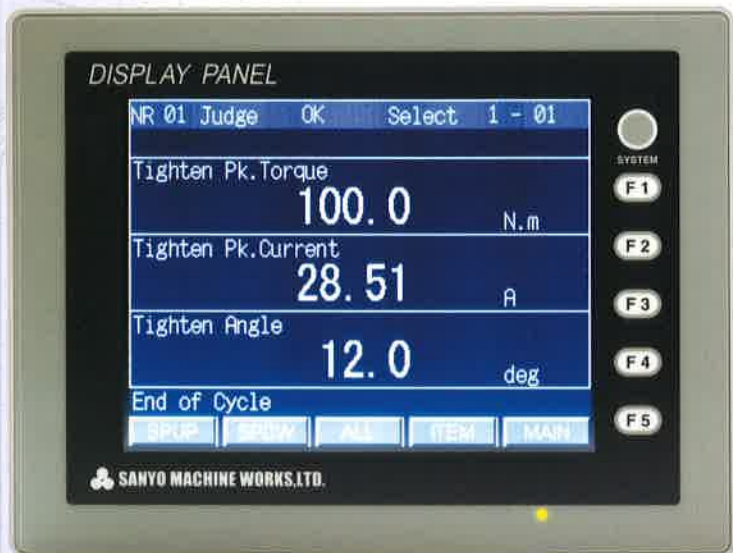 DISPLAY PANEL
NR 01 Judge OK Select 1 - 01
SYSTEM
Tighten Pk.Torque
100.0 N.m
F1
Tighten Pk.Current
28.51 A
F2
F3
Tighten Angle
12.0 deg
F4
End of Cycle
SPUP SPDW ALL ITEM MAIN
F5
SANYO MACHINE WORKS,LTD.